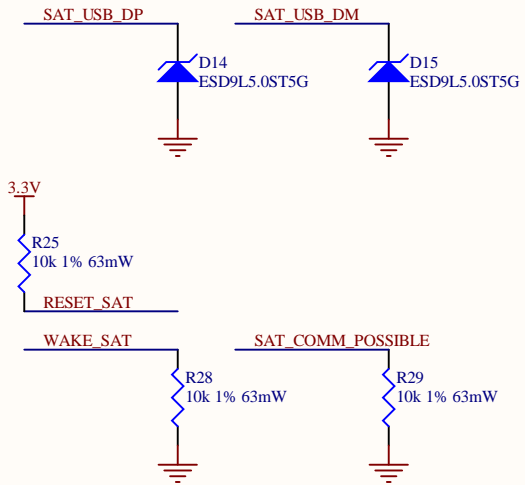 SAT_USB_DP
SAT_USB_DM
D14
ESD9L5.0ST5G
D15
ESD9L5.0ST5G
3.3V
R25
10k 1% 63mW
RESET_SAT
WAKE_SAT
SAT_COMM_POSSIBLE
R28
10k 1% 63mW
R29
10k 1% 63mW